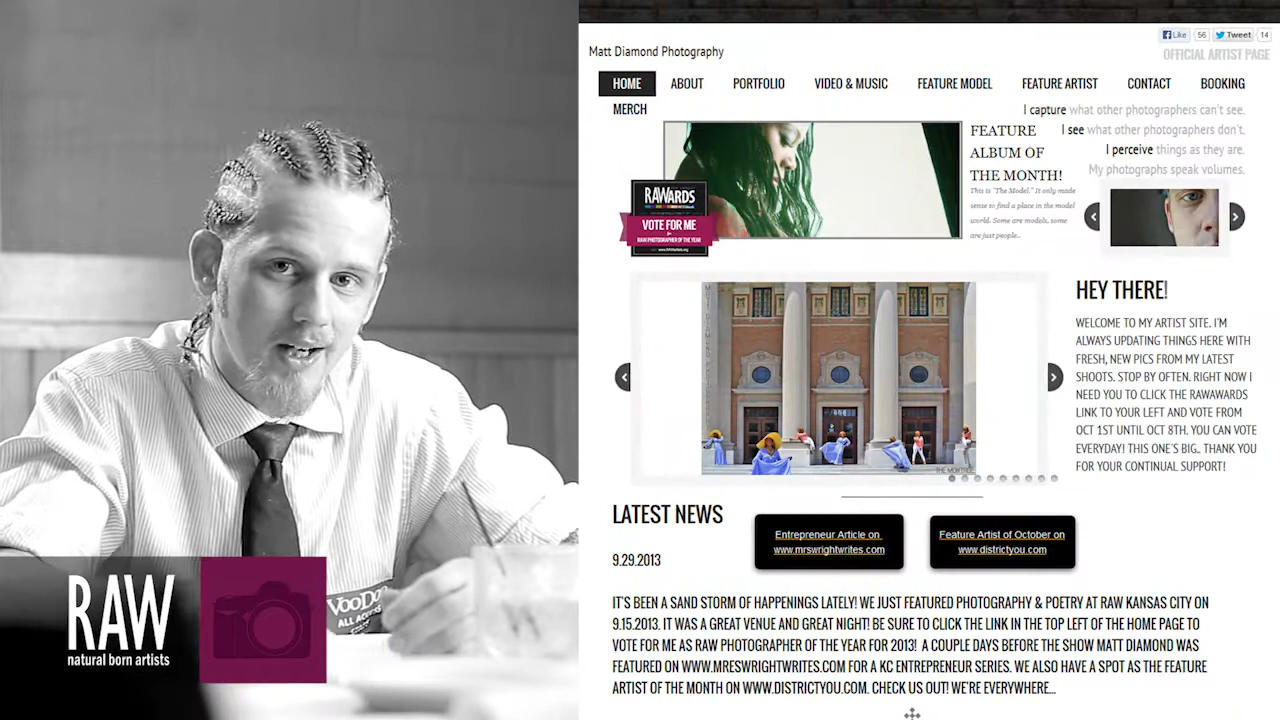 RAW
natural born artists
VOODOO
ALL ACCESS
Like
56
Tweet
14
OFFICIAL ARTIST PAGE
Matt Diamond Photography
HOME
ABOUT
PORTFOLIO
VIDEO & MUSIC
FEATURE MODEL
FEATURE ARTIST
CONTACT
BOOKING
MERCH
I capture what other photographers can't see.
I see what other photographers don't.
I perceive things as they are.
My photographs speak volumes.
FEATURE
ALBUM OF
THE MONTH!
This is "The Model." It only made
sense to find a place in the model
world. Some are models, some
are just people..
RAWARDS
VOTE FOR ME
for
RAW PHOTOGRAPHER OF THE YEAR
HEY THERE!
WELCOME TO MY ARTIST SITE. I'M
ALWAYS UPDATING THINGS HERE WITH
FRESH, NEW PICS FROM MY LATEST
SHOOTS. STOP BY OFTEN. RIGHT NOW I
NEED YOU TO CLICK THE RAWAWARDS
LINK TO YOUR LEFT AND VOTE FROM
OCT 1ST UNTIL OCT 8TH. YOU CAN VOTE
EVERYDAY! THIS ONE'S BIG.. THANK YOU
FOR YOUR CONTINUAL SUPPORT!
LATEST NEWS
Entrepreneur Article on
www.mrswrightwrites.com
Feature Artist of October on
www.districtyou.com
9.29.2013
IT'S BEEN A SAND STORM OF HAPPENINGS LATELY! WE JUST FEATURED PHOTOGRAPHY & POETRY AT RAW KANSAS CITY ON
9.15.2013. IT WAS A GREAT VENUE AND GREAT NIGHT! BE SURE TO CLICK THE LINK IN THE TOP LEFT OF THE HOME PAGE TO
VOTE FOR ME AS RAW PHOTOGRAPHER OF THE YEAR FOR 2013! A COUPLE DAYS BEFORE THE SHOW MATT DIAMOND WAS
FEATURED ON WWW.MRESWRIGHTWRITES.COM FOR A KC ENTREPRENEUR SERIES. WE ALSO HAVE A SPOT AS THE FEATURE
ARTIST OF THE MONTH ON WWW.DISTRICTYOU.COM. CHECK US OUT! WE'RE EVERYWHERE...